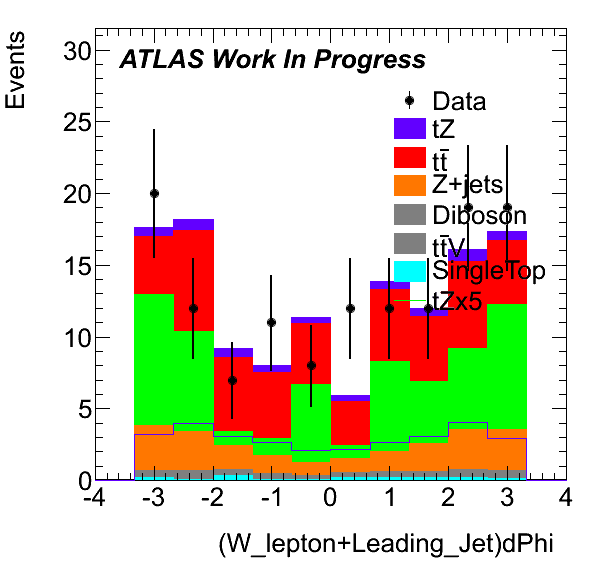 Events
ATLAS Work In Progress
Data
tZ
tt̄
Z+jets
Diboson
tt̄V
SingleTop
tZx5
30
25
20
15
10
5
0
-4 -3 -2 -1 0 1 2 3 4
(W_lepton+Leading_Jet)dPhi